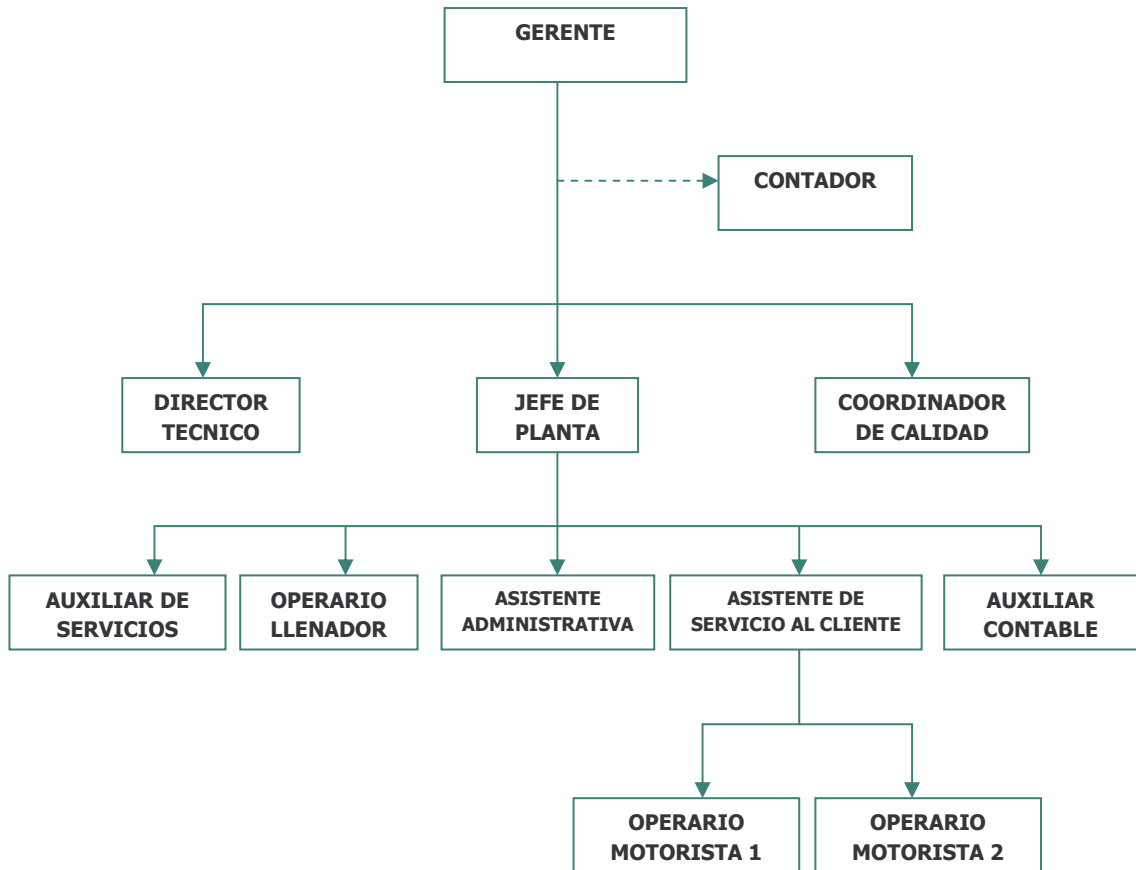 GERENTE
CONTADOR
DIRECTOR
TECNICO
JEFE DE
PLANTA
COORDINADOR
DE CALIDAD
AUXILIAR DE
SERVICIOS
OPERARIO
LLENADOR
ASISTENTE
ADMINISTRATIVA
ASISTENTE DE
SERVICIO AL CLIENTE
AUXILIAR
CONTABLE
OPERARIO
MOTORISTA 1
OPERARIO
MOTORISTA 2